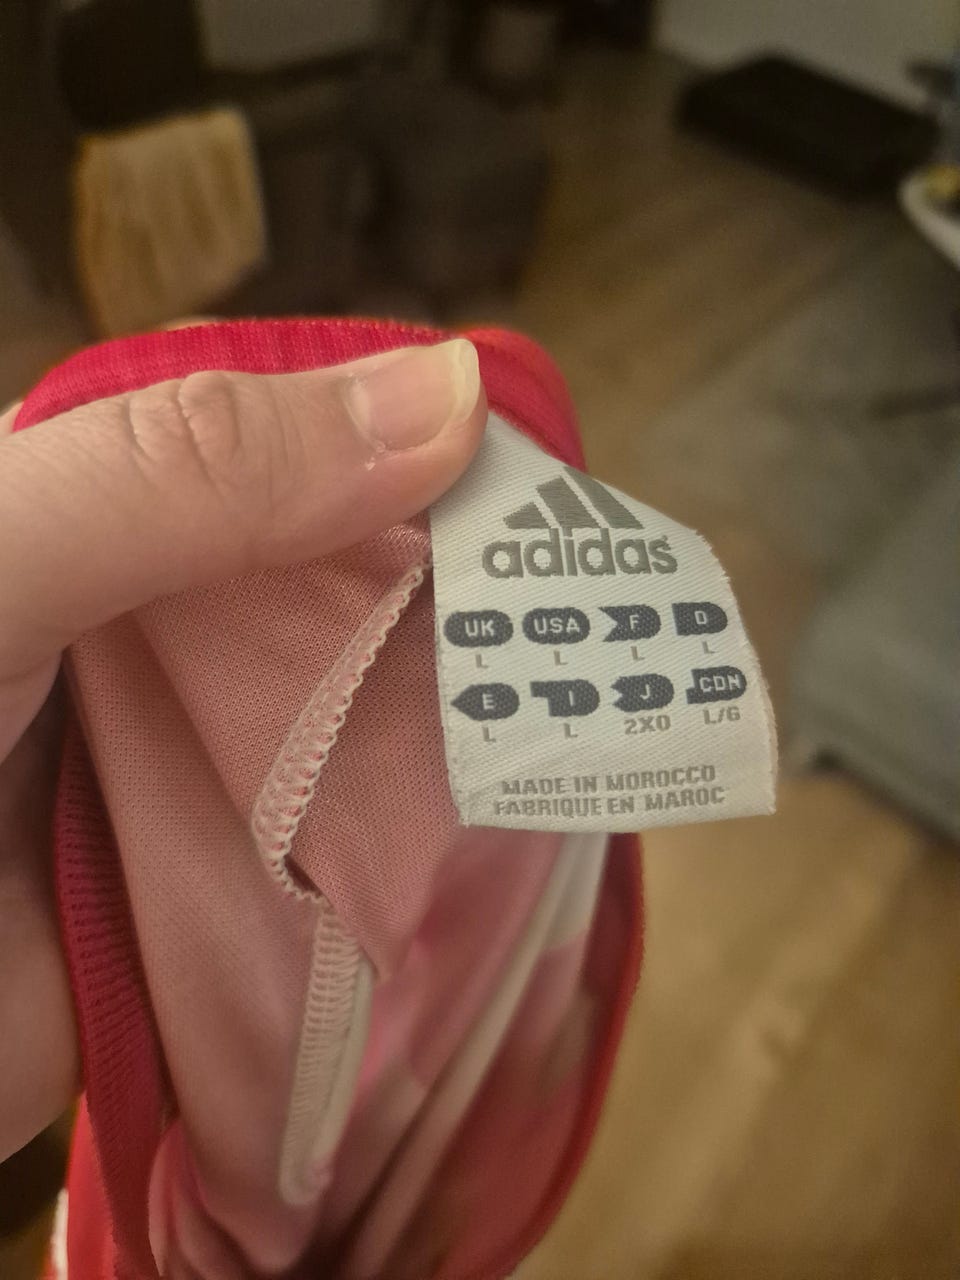 adidas
UK USA F D
L L L L
E I J CDN
L L 2XO L/G
MADE IN MOROCCO
FABRIQUE EN MAROC